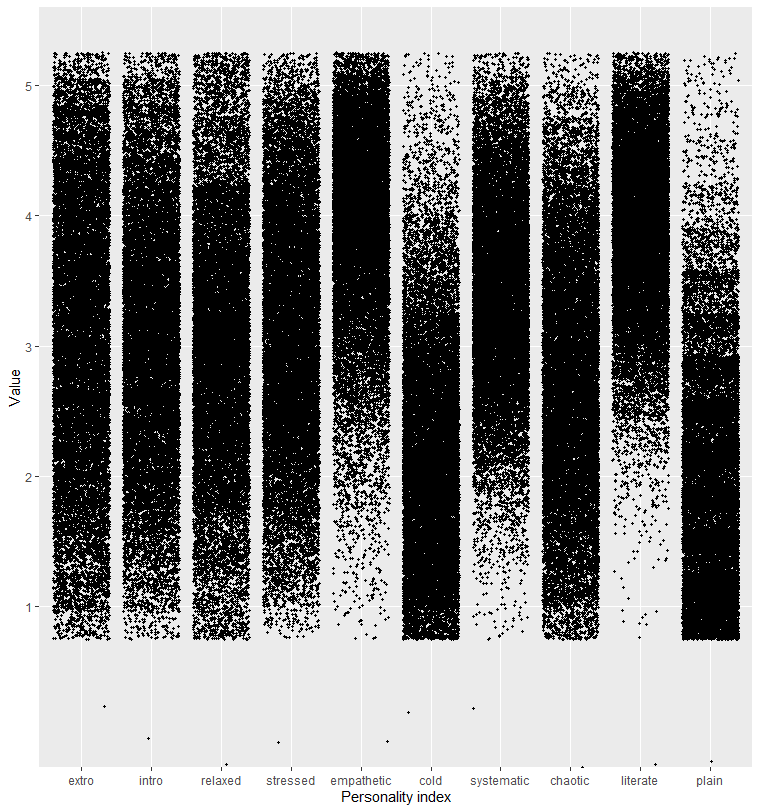 5
4
3
2
1
Value
extro intro relaxed stressed empathetic cold systematic chaotic literate plain
Personality index